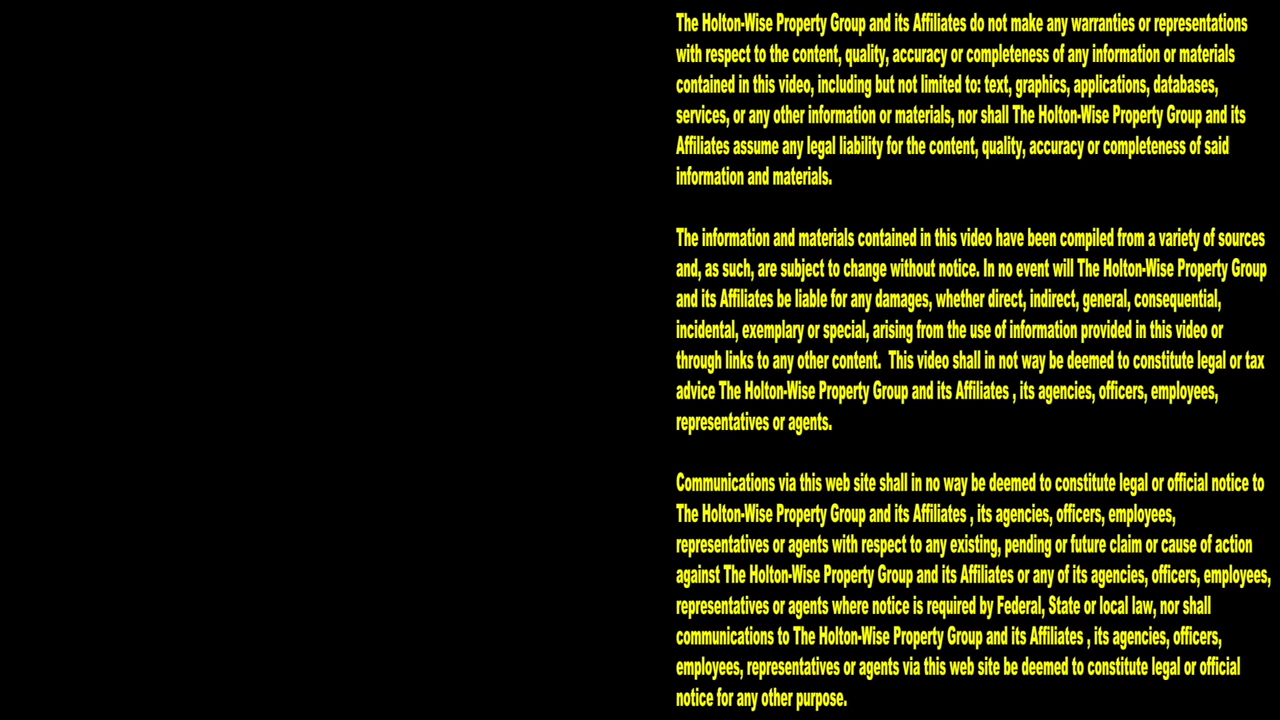 The Holton-Wise Property Group and its Affiliates do not make any warranties or representations
with respect to the content, quality, accuracy or completeness of any information or materials
contained in this video, including but not limited to: text, graphics, applications, databases,
services, or any other information or materials, nor shall The Holton-Wise Property Group and its
Affiliates assume any legal liability for the content, quality, accuracy or completeness of said
information and materials.
The information and materials contained in this video have been compiled from a variety of sources
and, as such, are subject to change without notice. In no event will The Holton-Wise Property Group
and its Affiliates be liable for any damages, whether direct, indirect, general, consequential,
incidental, exemplary or special, arising from the use of information provided in this video or
through links to any other content.  This video shall in not way be deemed to constitute legal or tax
advice The Holton-Wise Property Group and its Affiliates , its agencies, officers, employees,
representatives or agents.
Communications via this web site shall in no way be deemed to constitute legal or official notice to
The Holton-Wise Property Group and its Affiliates , its agencies, officers, employees,
representatives or agents with respect to any existing, pending or future claim or cause of action
against The Holton-Wise Property Group and its Affiliates or any of its agencies, officers, employees,
representatives or agents where notice is required by Federal, State or local law, nor shall
communications to The Holton-Wise Property Group and its Affiliates , its agencies, officers,
employees, representatives or agents via this web site be deemed to constitute legal or official
notice for any other purpose.